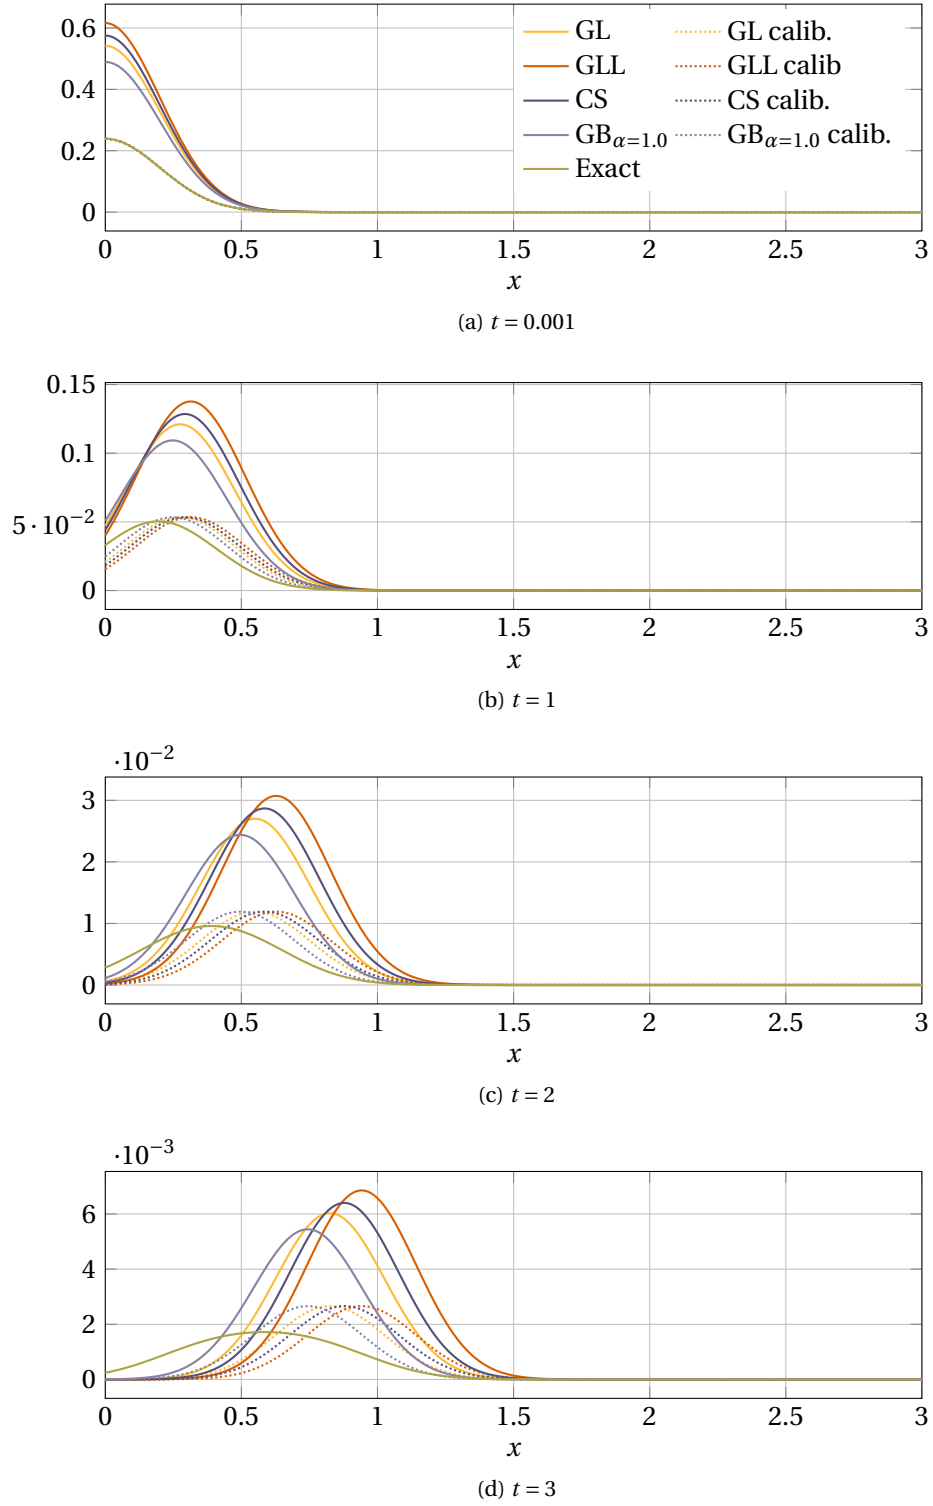 0.6
0.4
0.2
0
GL
GL calib.
GLL
GLL calib
CS
CS calib.
GB α=1.0
GB α=1.0 calib.
Exact
0 0.5 1 1.5 2 2.5 3
x
(a) t = 0.001
0.15
0.1
5 · 10−2
0
0 0.5 1 1.5 2 2.5 3
x
(b) t = 1
·10−2
3
2
1
0
0 0.5 1 1.5 2 2.5 3
x
(c) t = 2
·10−3
6
4
2
0
0 0.5 1 1.5 2 2.5 3
x
(d) t = 3